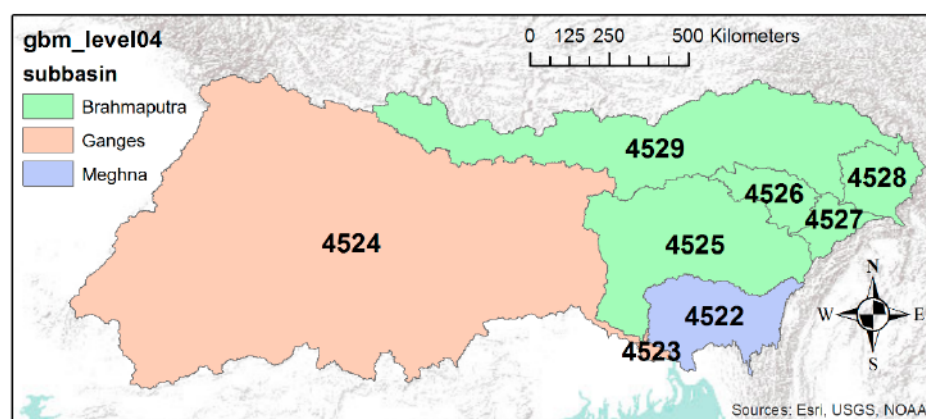 gbm_level04
subbasin
Brahmaputra
Ganges
Meghna
0 125 250 500 Kilometers
4529
4528
4526
4527
4524
4525
4522
4523
N
W E
S
Sources: Esri, USGS, NOAA